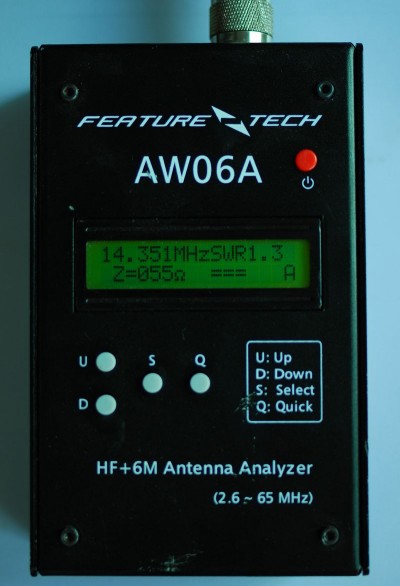 FEATURE TECH
AW06A
14.351MHzSWR1.3
Z=055Ω === A
U S Q
D
U: Up
D: Down
S: Select
Q: Quick
HF+6M Antenna Analyzer
(2.6 ~ 65 MHz)